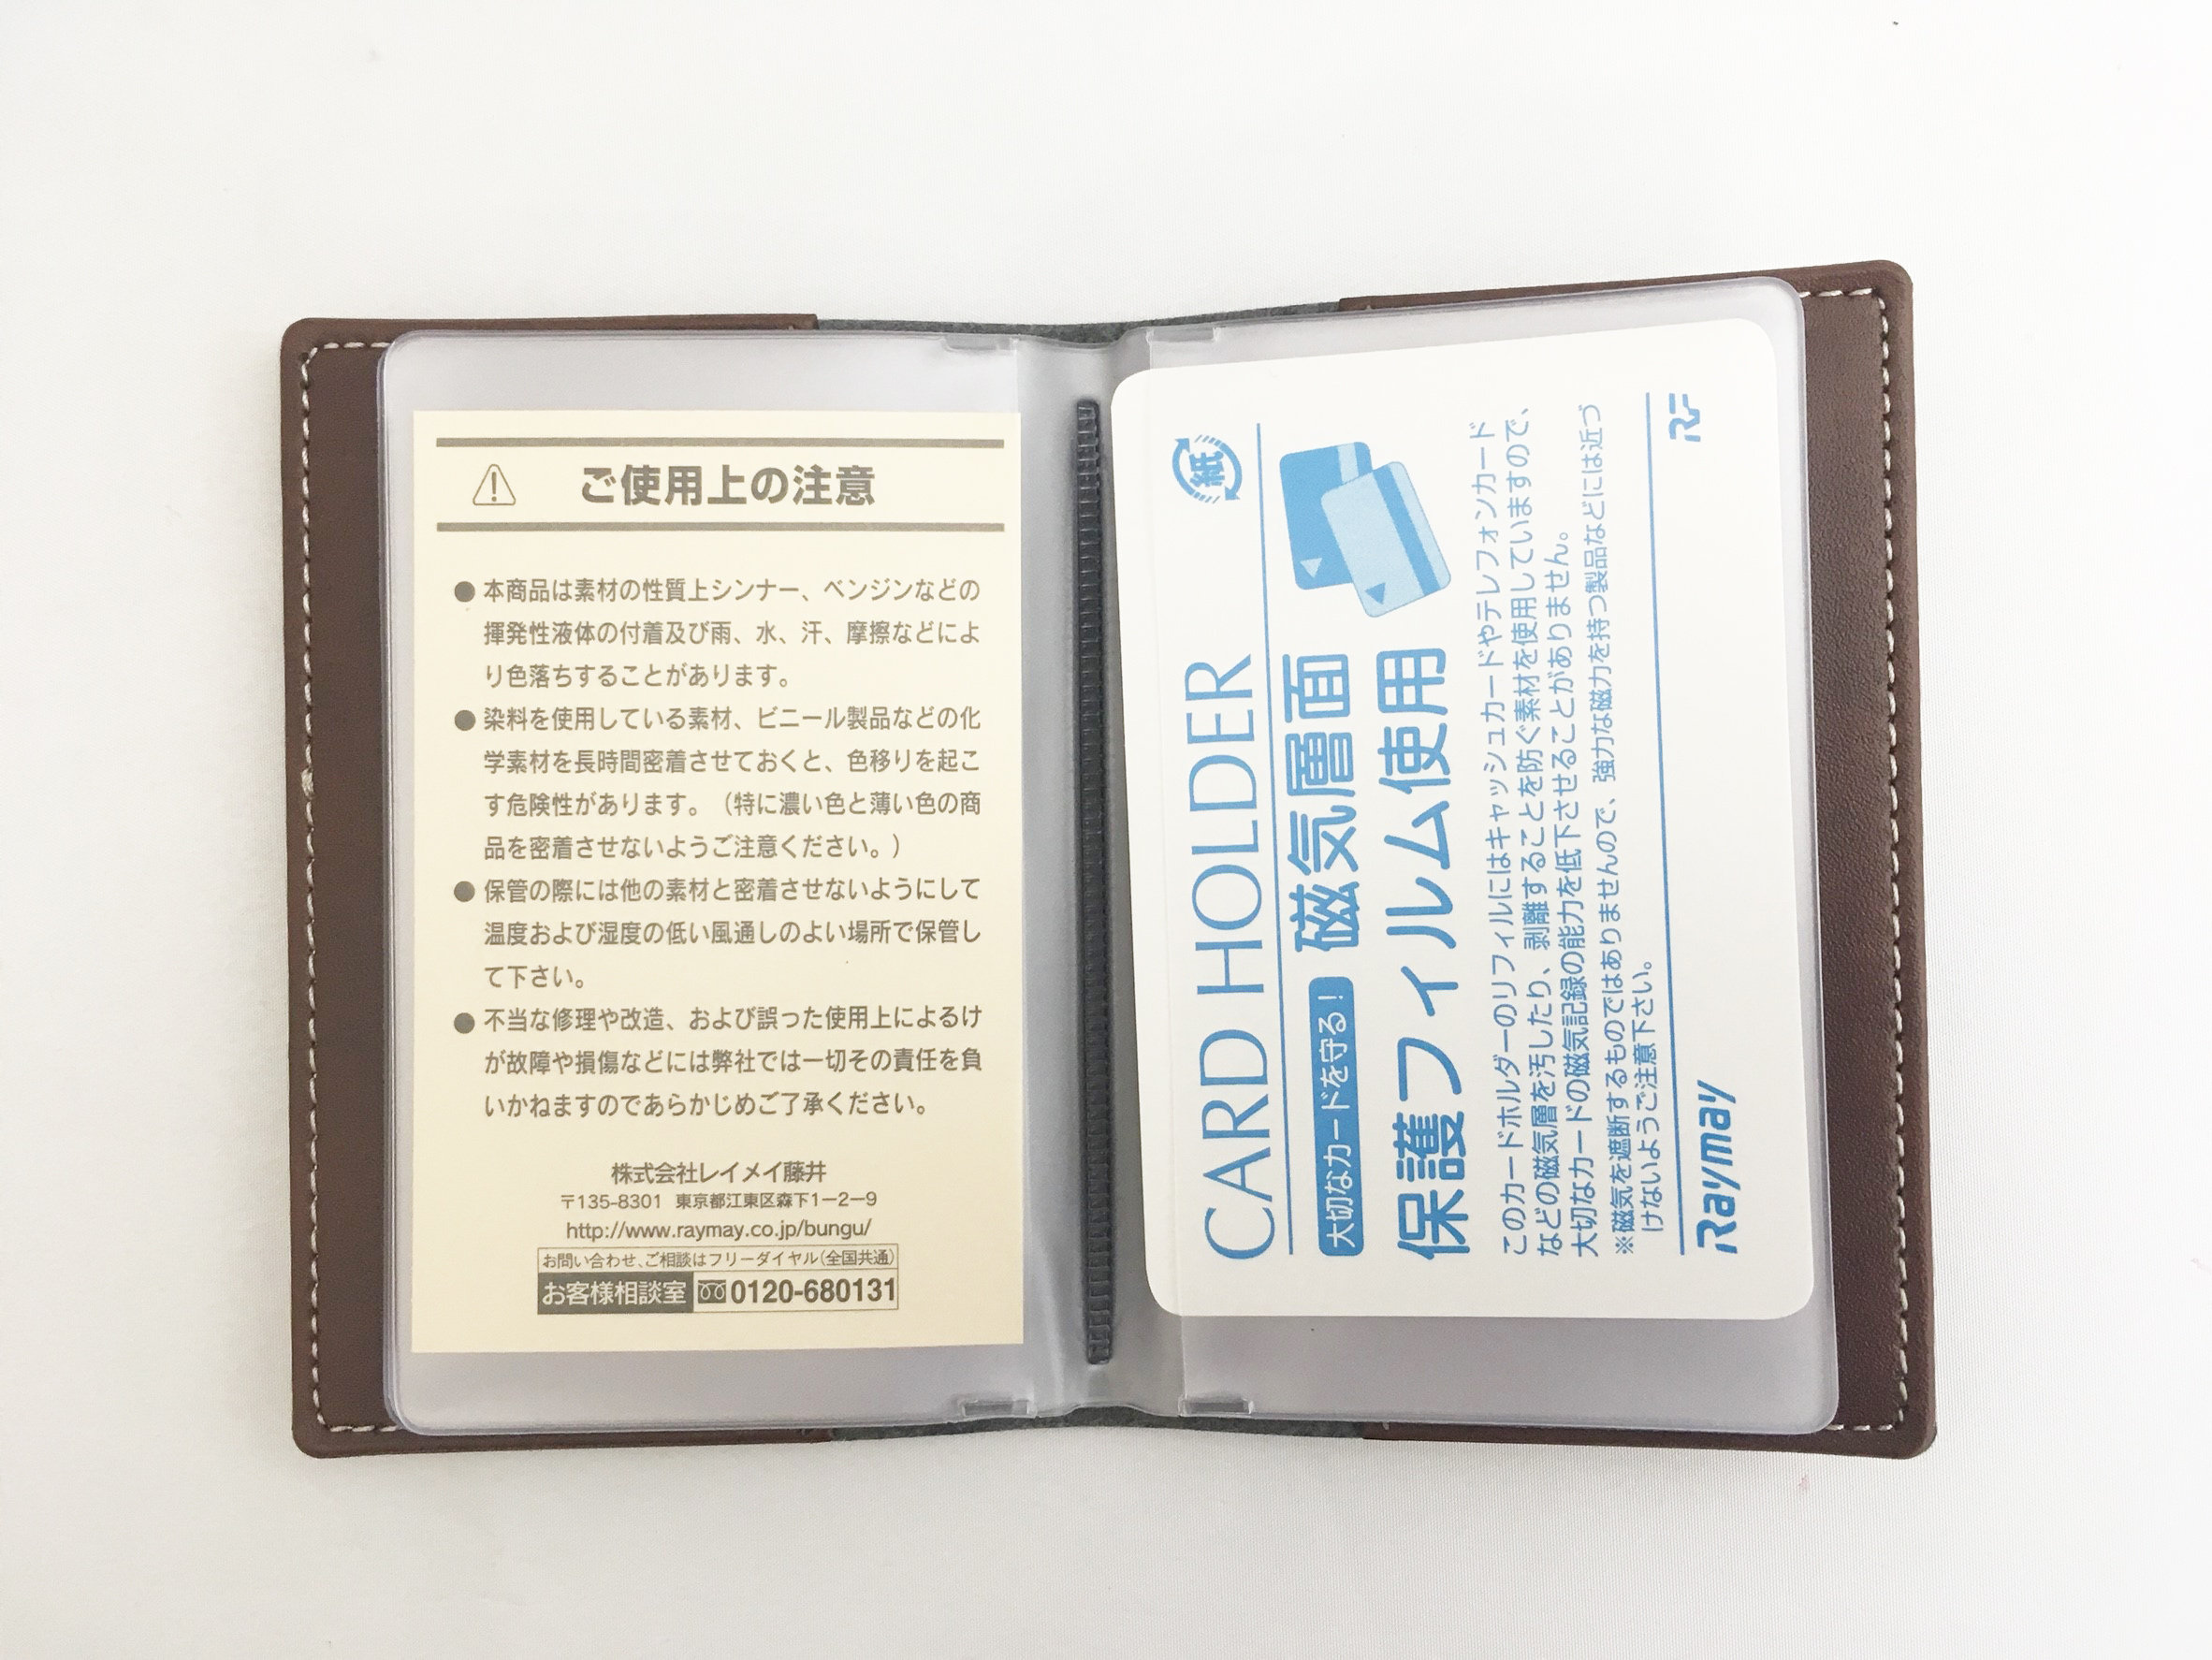 ご使用上の注意
●本商品は素材の性質上シンナー、ベンジンなどの
揮発性液体の付着及び雨、水、汗、摩擦などによ
り色落ちすることがあります。
●染料を使用している素材、ビニール製品などの化
学素材を長時間密着させておくと、色移りを起こ
す危険性があります。（特に濃い色と薄い色の商
品を密着させないようご注意ください。）
●保管の際には他の素材と密着させないようにして
温度および湿度の低い風通しのよい場所で保管し
て下さい。
●不当な修理や改造、および誤った使用上によるけ
が故障や損傷などには弊社では一切その責任を負
いかねますのであらかじめご了承ください。
株式会社レイメイ藤井
〒135-8301 東京都江東区森下1-2-9
http://www.raymay.co.jp/bungu/
お問い合わせ、ご相談はフリーダイヤル(全国共通)
お客様相談室 0120-680131
CARD HOLDER 紙
大切なカードを守る! 磁気層面
保護フィルム使用
このカードホルダーのリフィルにはキャッシュカードやテレフォンカード
などの磁気層を汚したり、剥離することを防ぐ素材を使用していますので、
大切なカードの磁気記録の能力を低下させることがありません。
※磁気を遮断するものではありませんので、強力な磁力を持つ製品などには近づ
けないようご注意下さい。
Raymay RF